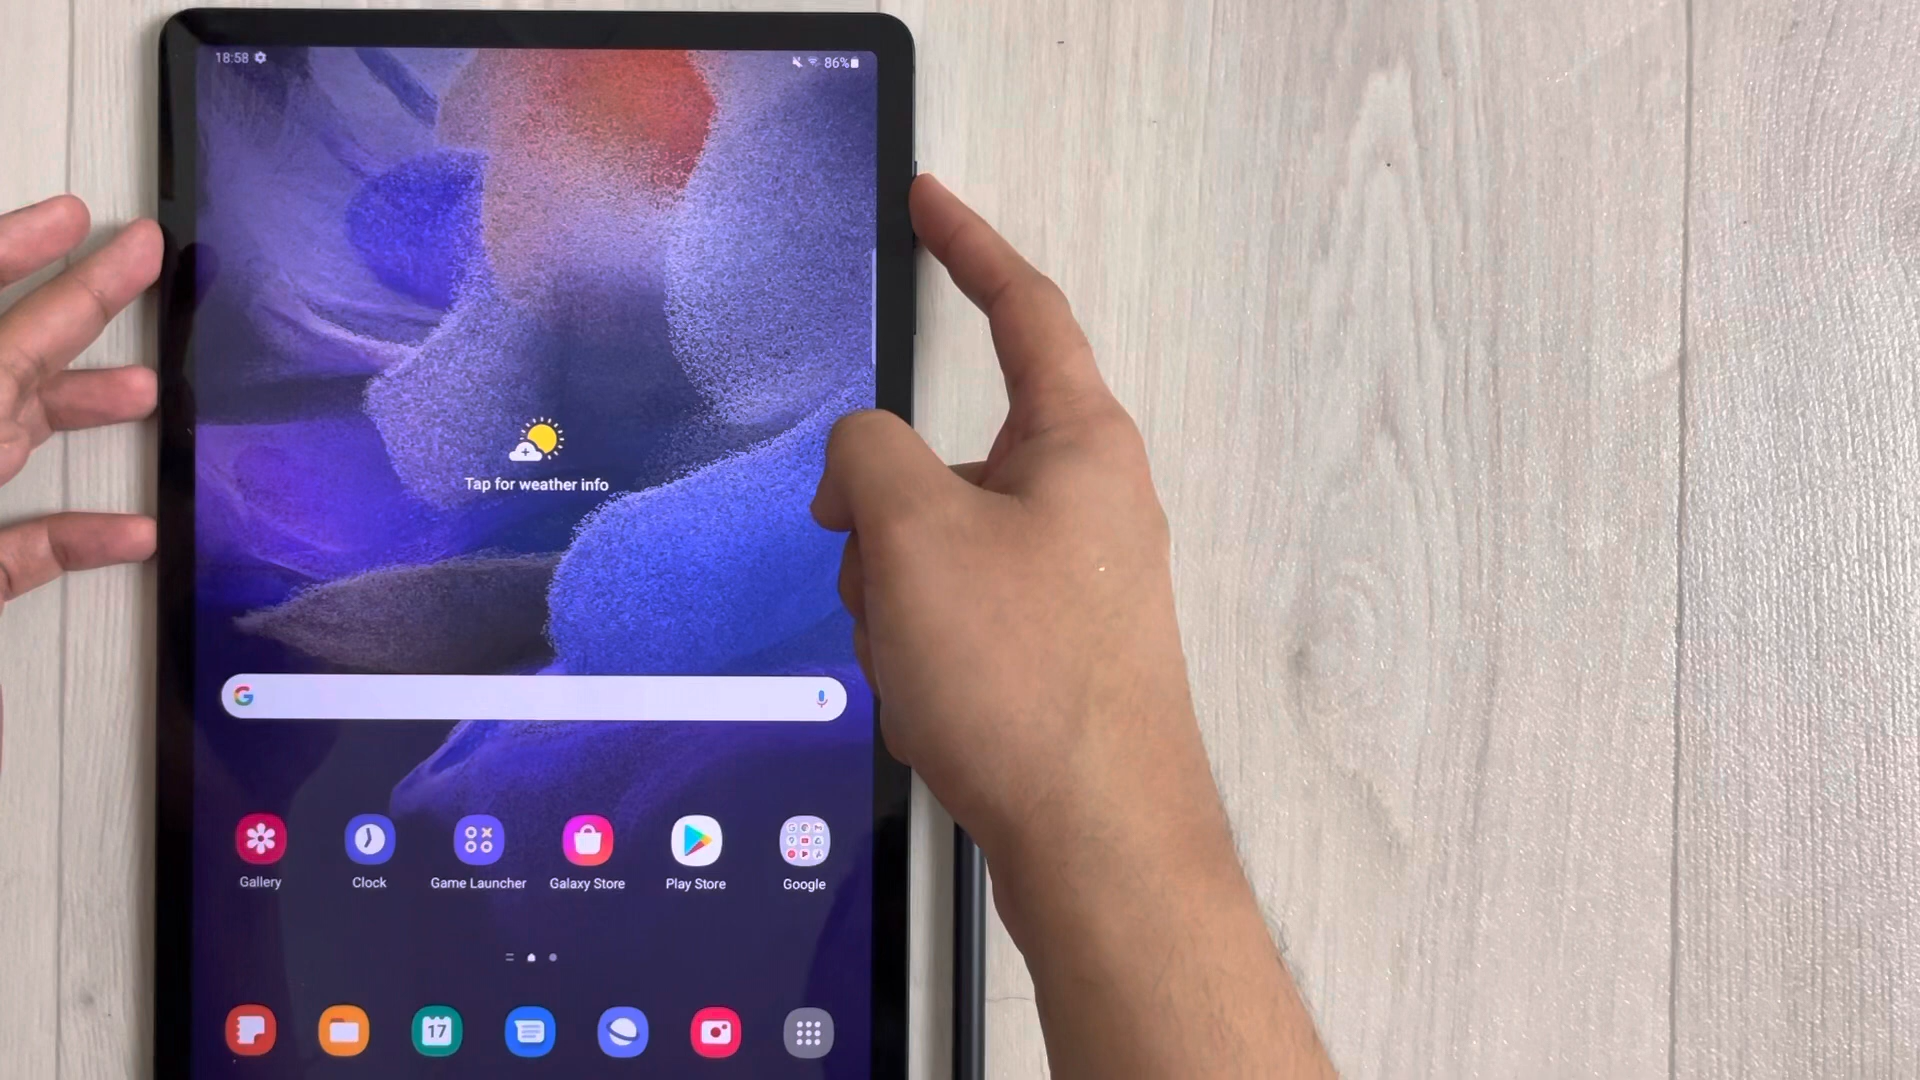 18:58
86%
Tap for weather info
G
Gallery
Clock
Game Launcher
Galaxy Store
Play Store
Google
17